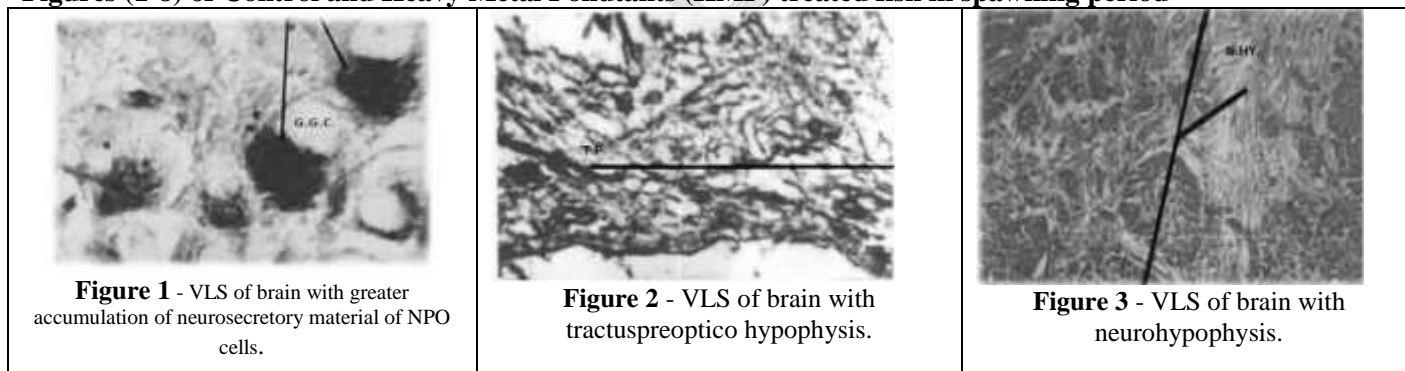 Figures (1-8) of Control and Heavy Metal Pollutants (HMP) treated fish in spawning period
G.G.C.
T.P.
N.HY.
Figure 1 - VLS of brain with greater
accumulation of neurosecretory material of NPO
cells.
Figure 2 - VLS of brain with
tractuspreoptico hypophysis.
Figure 3 - VLS of brain with
neurohypophysis.